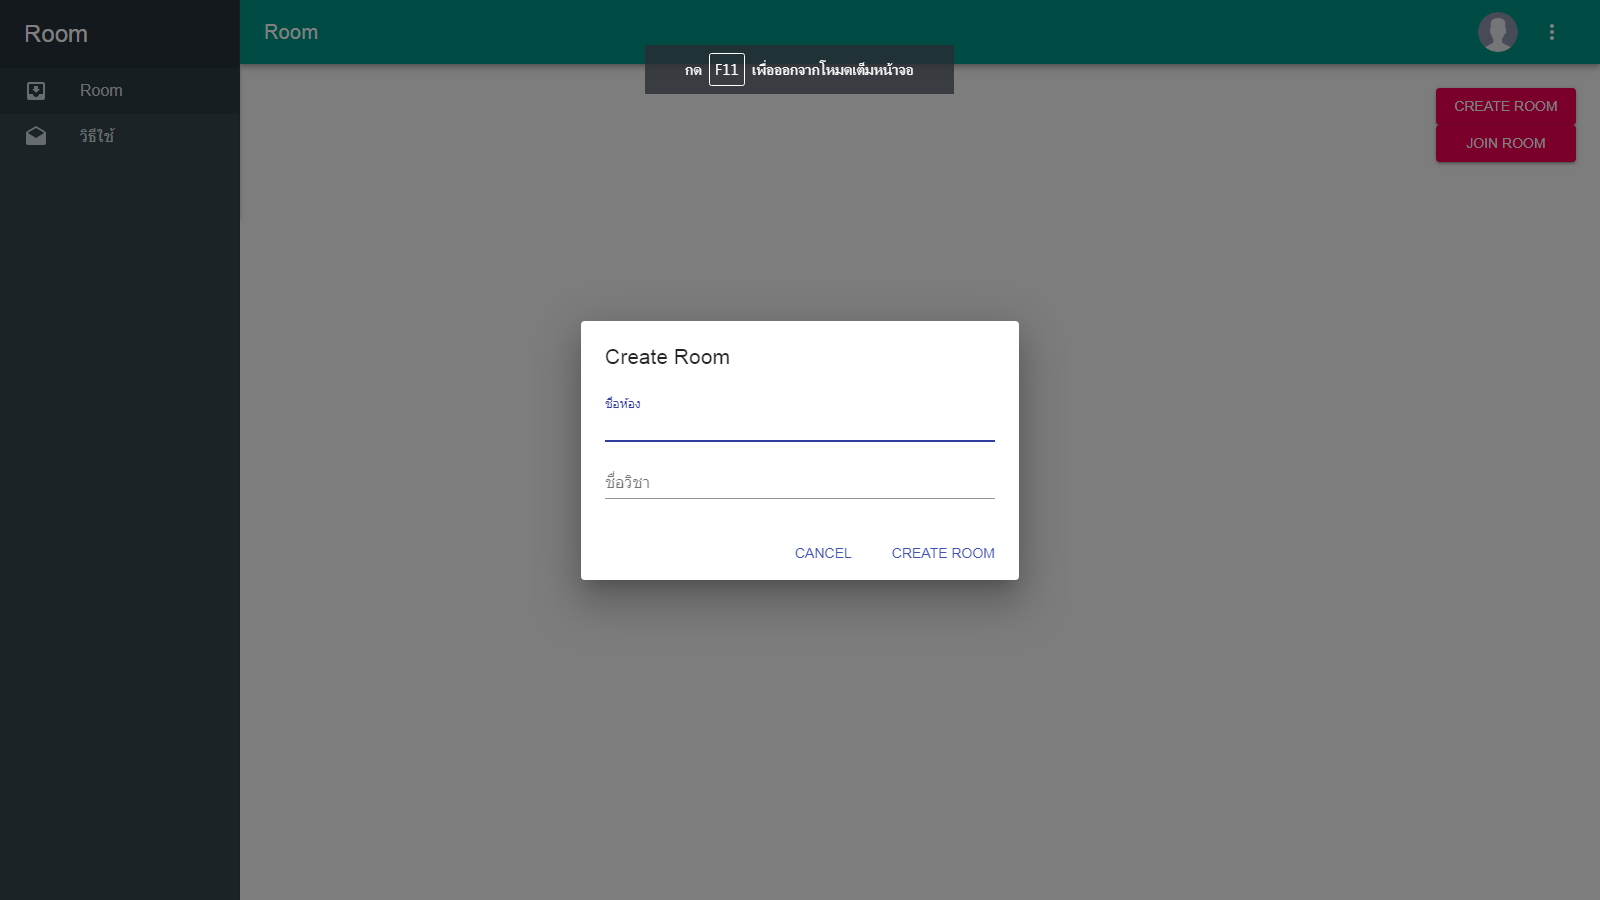 Room
Room
Room
วิธีใช้
กด F11 เพื่อออกจากโหมดเต็มหน้าจอ
CREATE ROOM
JOIN ROOM
Create Room
ชื่อห้อง
ชื่อวิชา
CANCEL CREATE ROOM